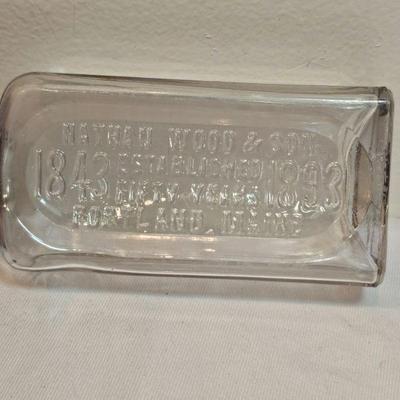 NATHAN WOOD & SON
1843 ESTABLISHED 1893
FIFTY YEARS
PORTLAND, MAINE